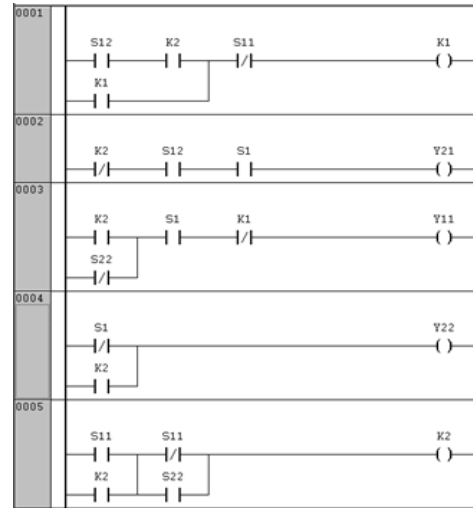 0001
S12 K2 S11 K1
K1
0002
K2 S12 S1 Y21
0003
K2 S1 K1 Y11
S22
0004
S1 Y22
K2
0005
S11 S11 K2
K2 S22